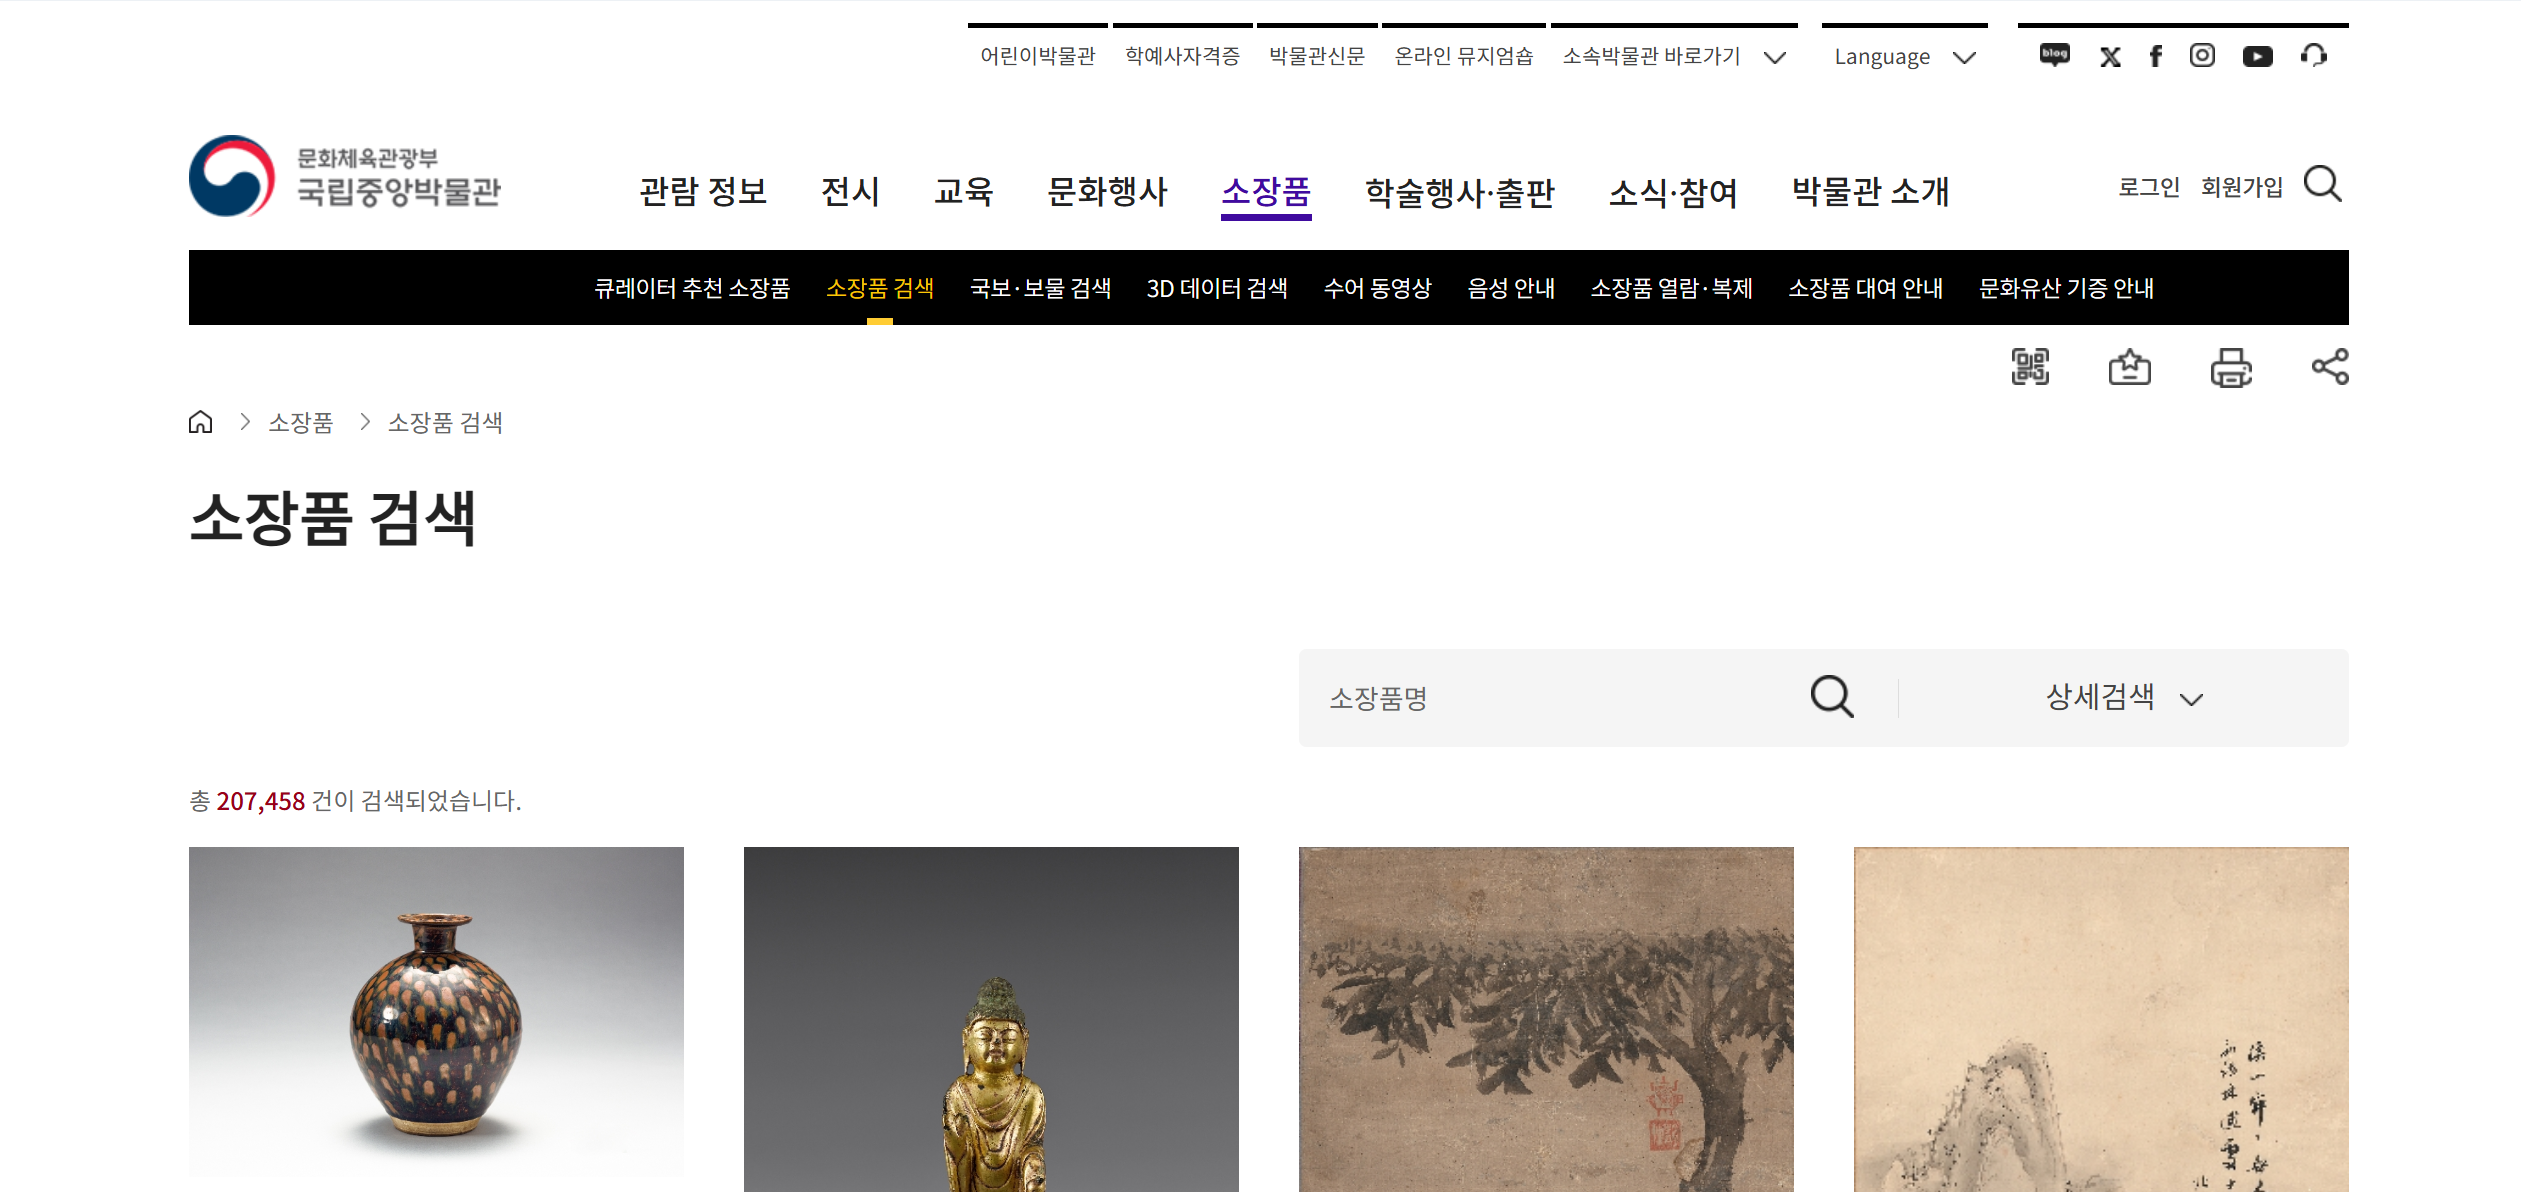 어린이박물관 학예사자격증 박물관신문 온라인 뮤지엄숍 소속박물관 바로가기 Language blog
문화체육관광부
국립중앙박물관
관람 정보 전시 교육 문화행사 소장품 학술행사·출판 소식·참여 박물관 소개 로그인 회원가입
큐레이터 추천 소장품 소장품 검색 국보·보물 검색 3D 데이터 검색 수어 동영상 음성 안내 소장품 열람·복제 소장품 대여 안내 문화유산 기증 안내
소장품 소장품 검색
소장품 검색
소장품명 상세검색
총 207,458 건이 검색되었습니다.